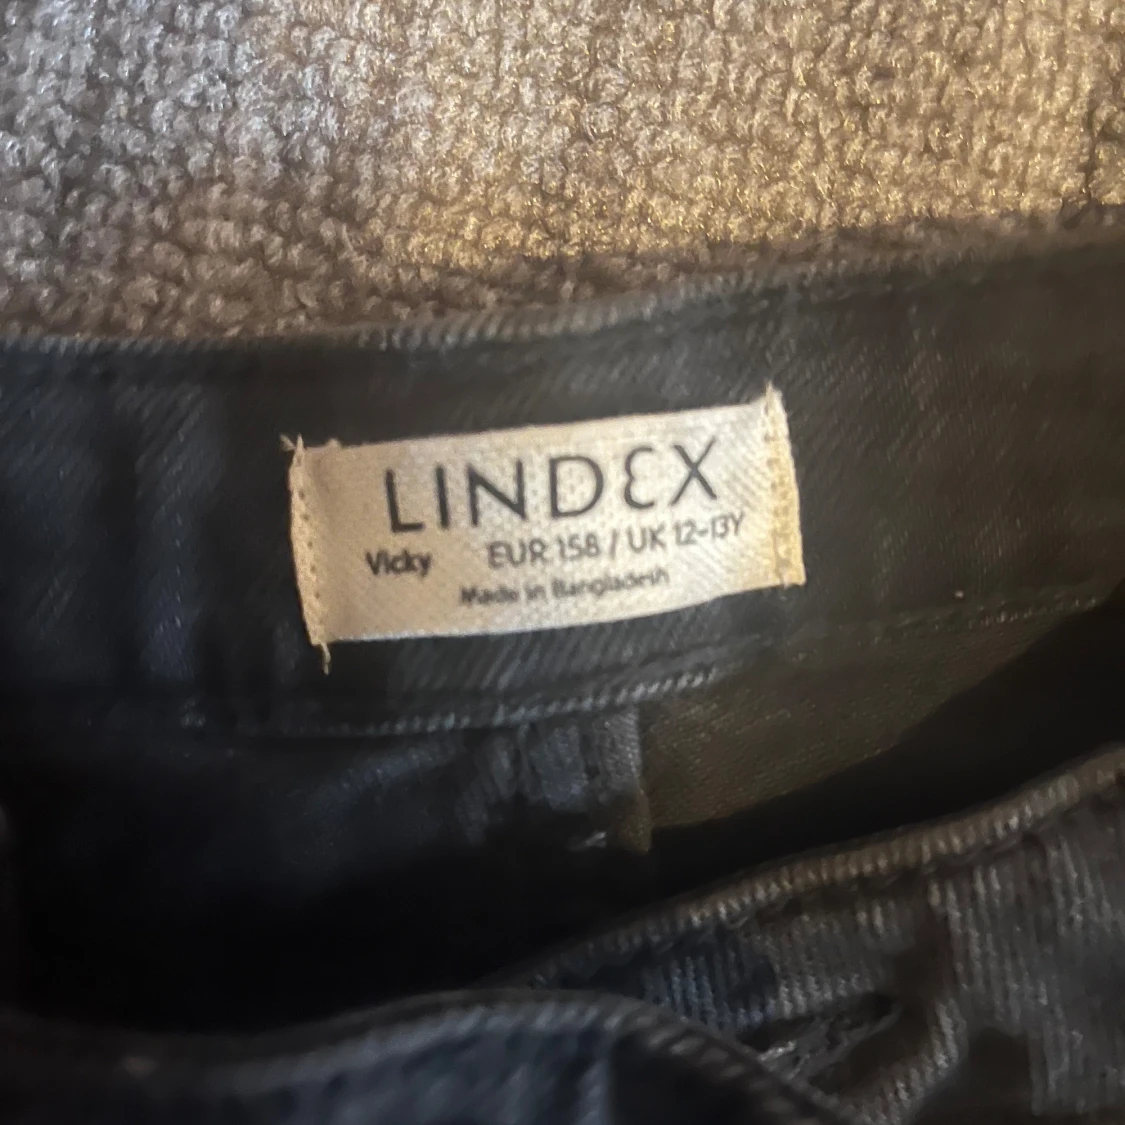 LINDEX
Vicky EUR 158 / UK 12-13Y
Made in Bangladesh